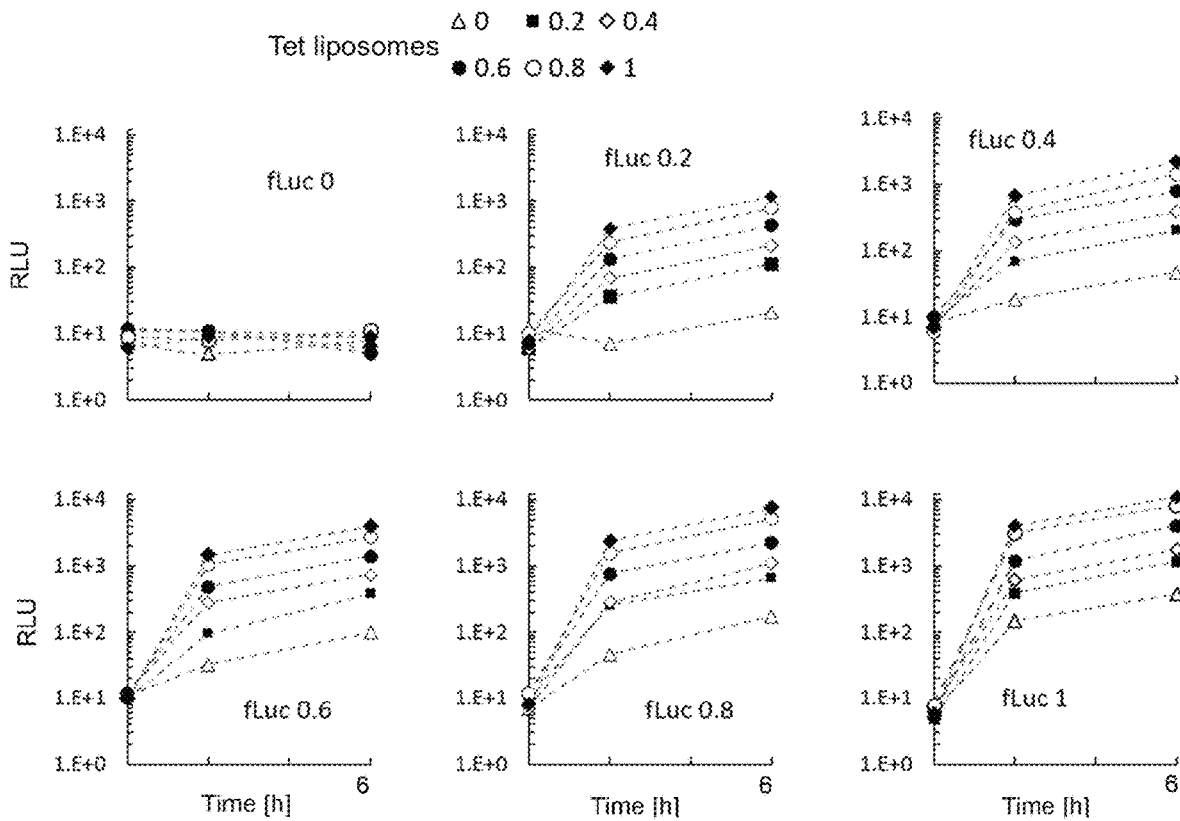 Tet liposomes
△ 0 ■ 0.2 ◇ 0.4
● 0.6 ○ 0.8 ◆ 1
RLU
1.E+4
1.E+3
1.E+2
1.E+1
1.E+0
fLuc 0
1.E+4
1.E+3
1.E+2
1.E+1
1.E+0
fLuc 0.2
1.E+4
1.E+3
1.E+2
1.E+1
1.E+0
fLuc 0.4
RLU
1.E+4
1.E+3
1.E+2
1.E+1
1.E+0
fLuc 0.6
6
Time [h]
1.E+4
1.E+3
1.E+2
1.E+1
1.E+0
fLuc 0.8
6
Time [h]
1.E+4
1.E+3
1.E+2
1.E+1
1.E+0
fLuc 1
6
Time [h]